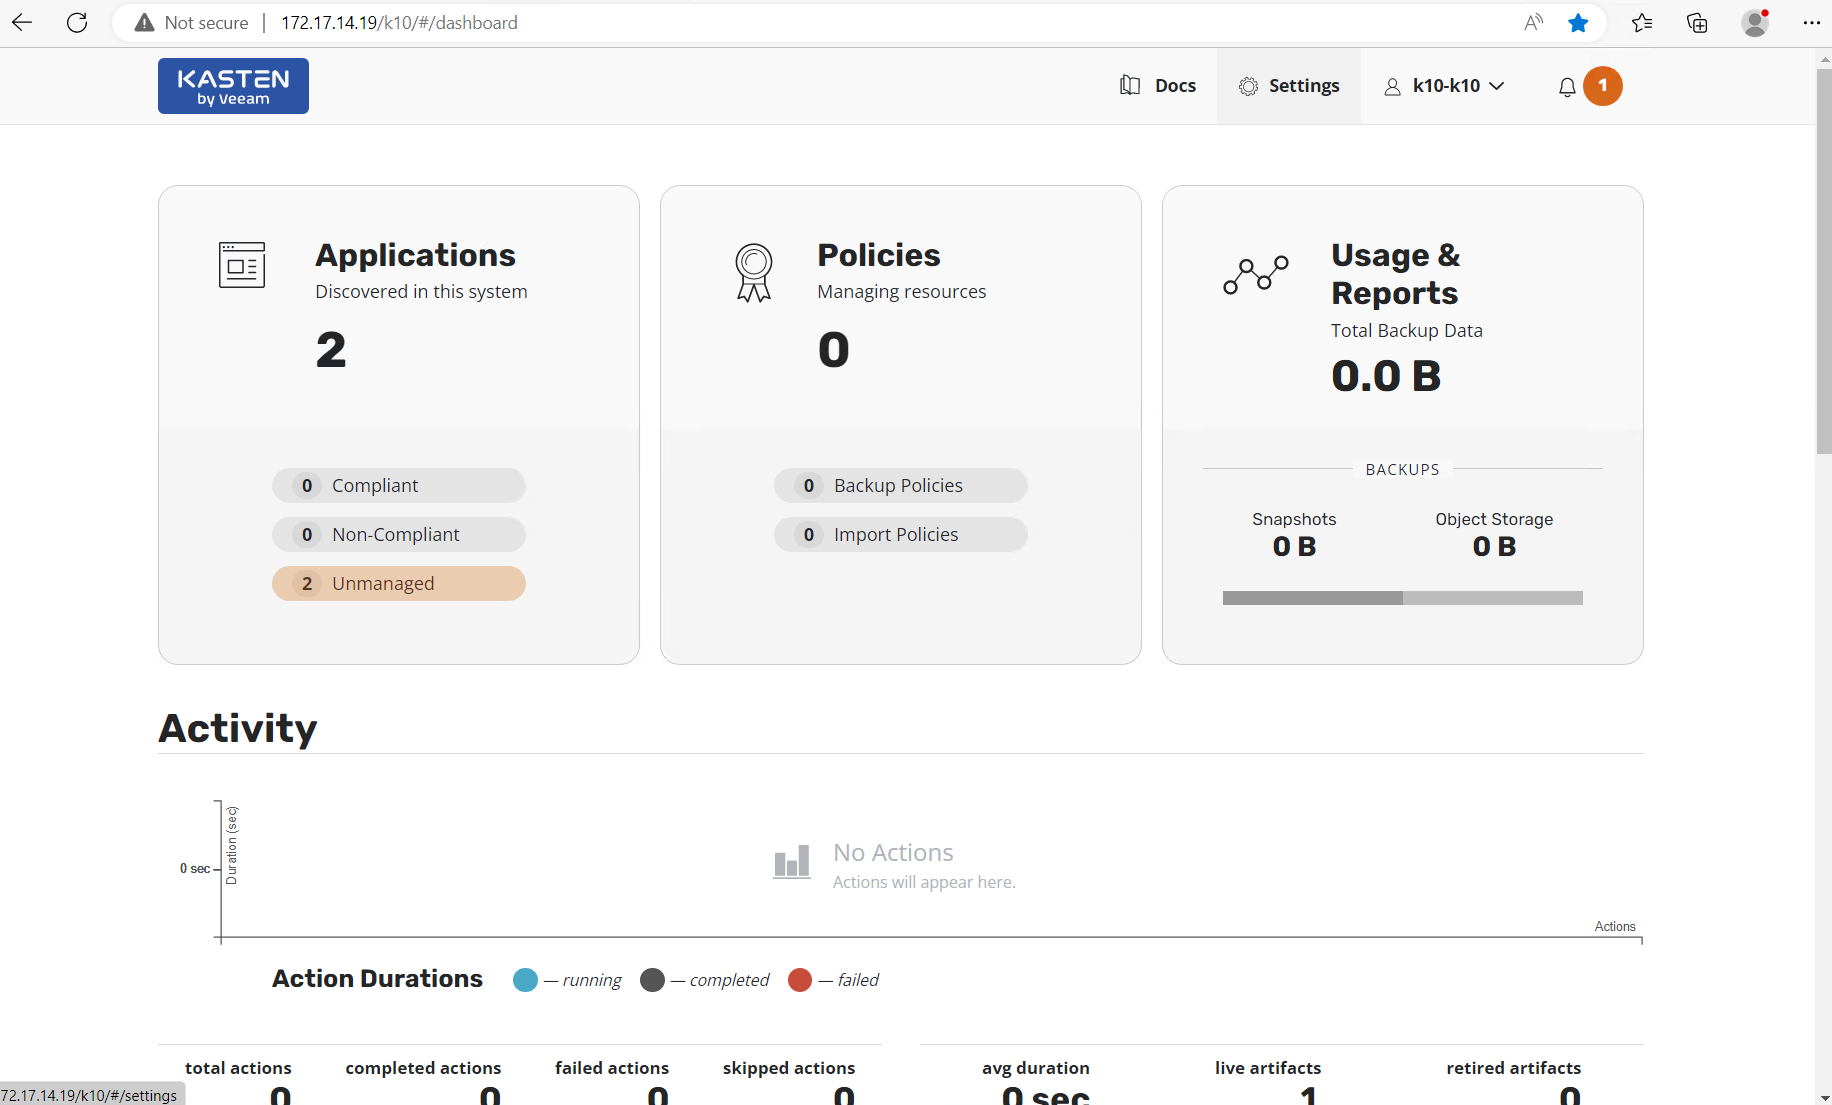 Not secure | 172.17.14.19/k10/#/dashboard
KASTEN
by Veeam
Docs
Settings
k10-k10
1
Applications
Discovered in this system
2
0 Compliant
0 Non-Compliant
2 Unmanaged
Policies
Managing resources
0
0 Backup Policies
0 Import Policies
Usage &
Reports
Total Backup Data
0.0 B
BACKUPS
Snapshots
0 B
Object Storage
0 B
Activity
Duration (sec)
0 sec
No Actions
Actions will appear here.
Actions
Action Durations — running — completed — failed
total actions completed actions failed actions skipped actions avg duration live artifacts retired artifacts
0 0 0 0 0 sec 1 0
72.17.14.19/k10/#/settings